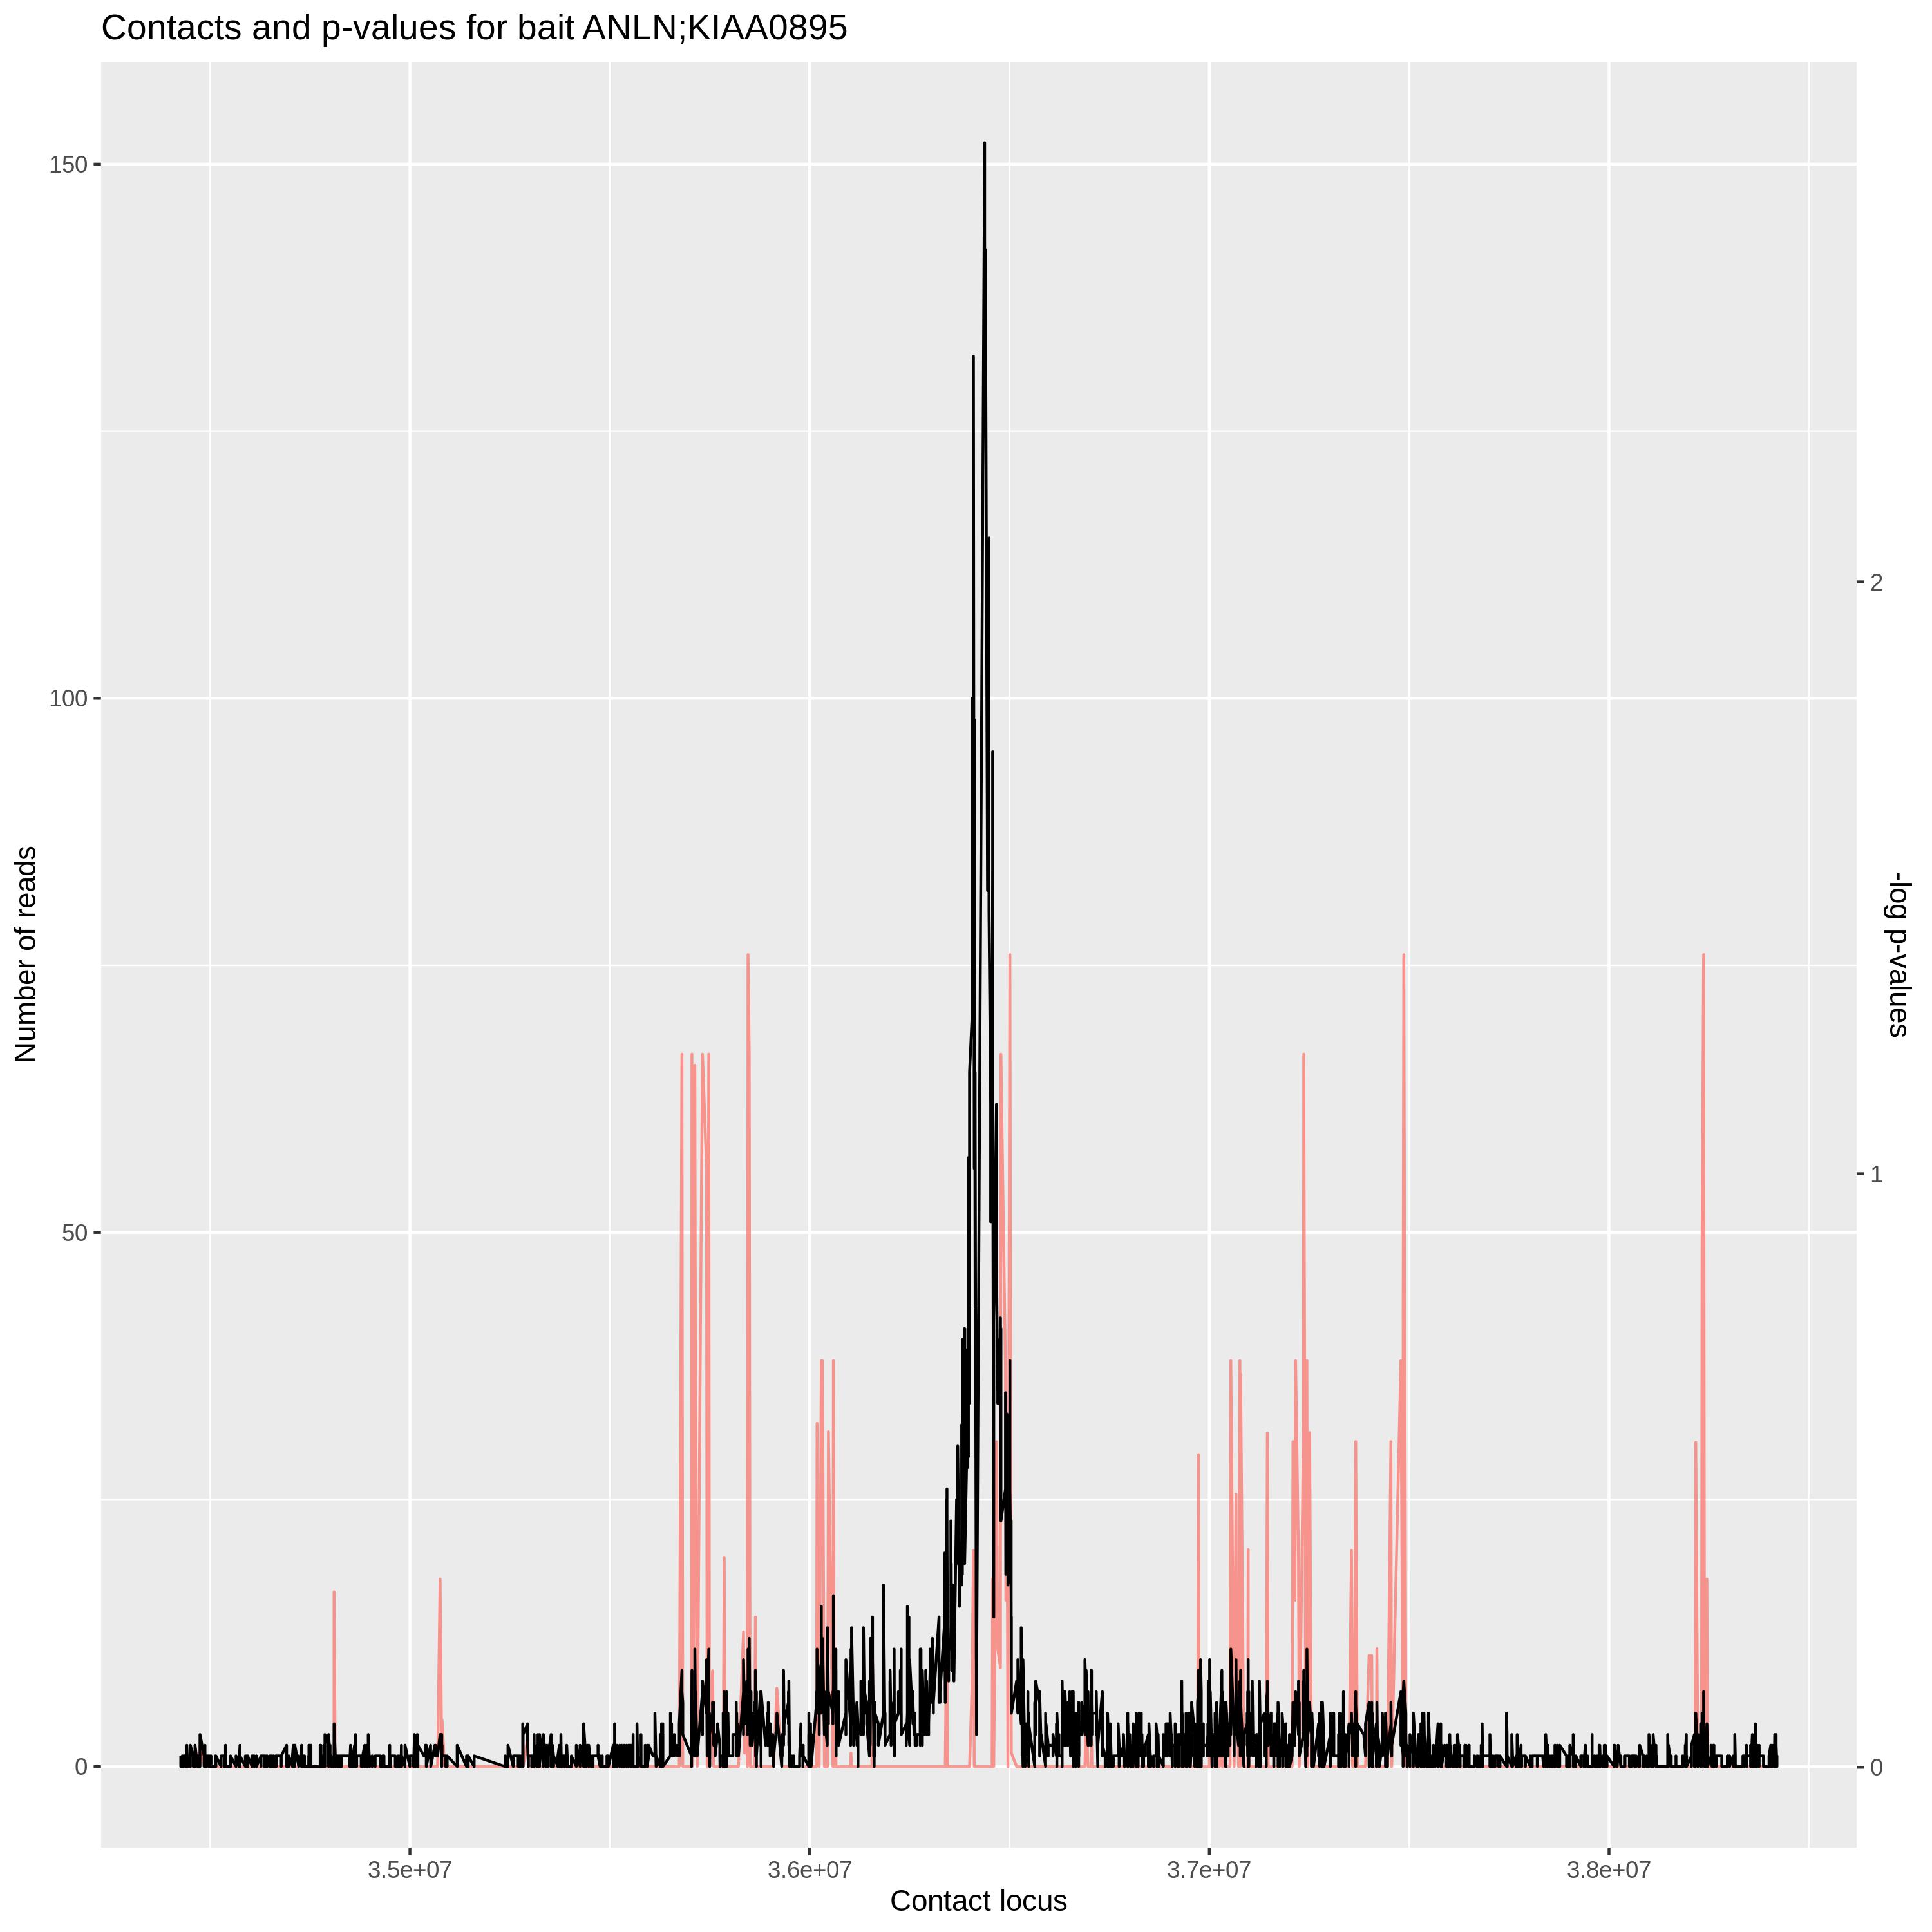 Contacts and p-values for bait ANLN;KIAA0895
150
100
50
0
Number of reads
2
1
0
-log p-values
3.5e+07 3.6e+07 3.7e+07 3.8e+07
Contact locus